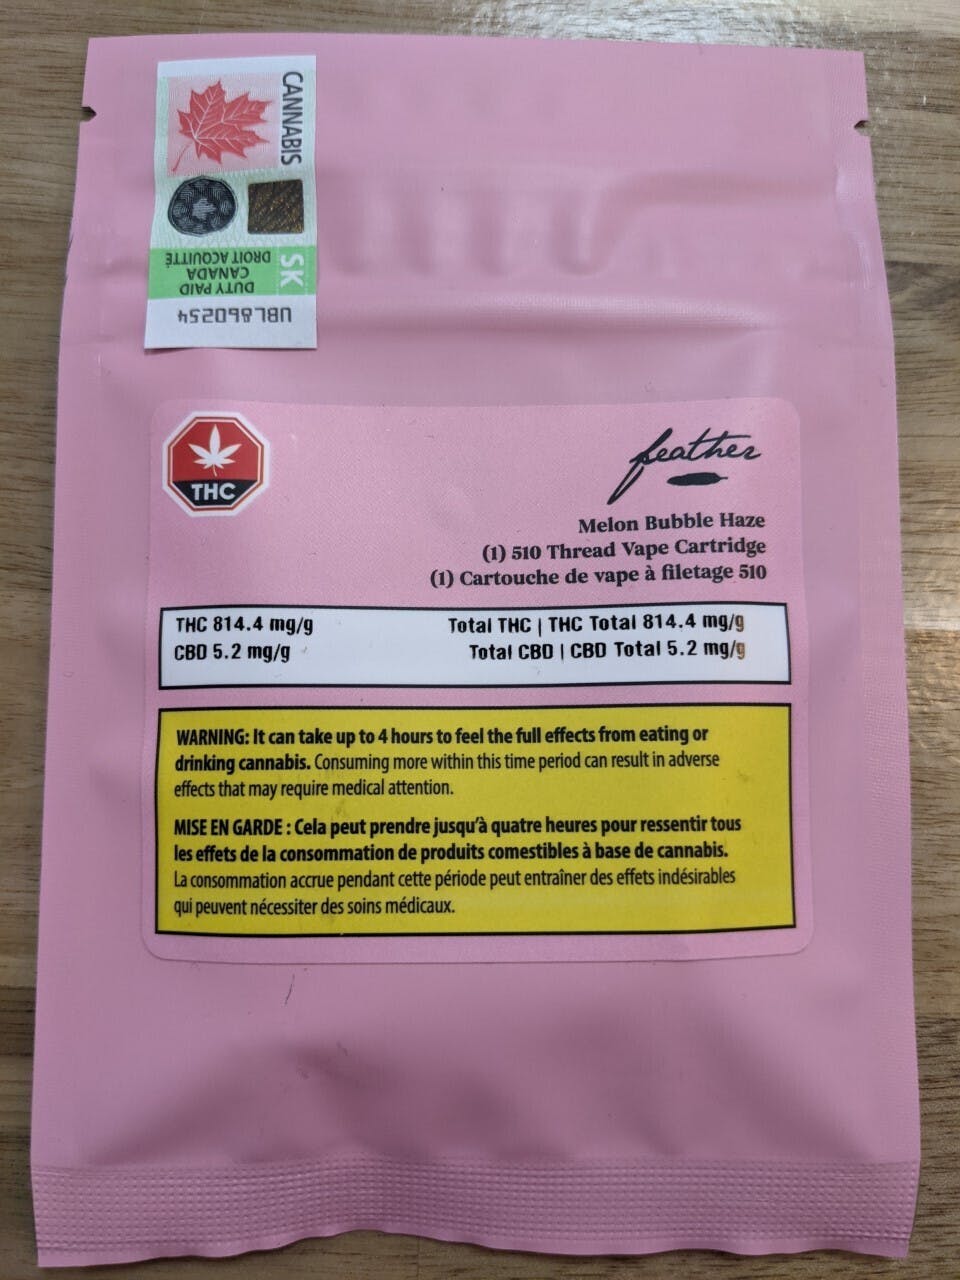 CANNABIS
SK
DUTY PAID
CANADA
DROIT ACQUITTÉ
UBL860254
THC
feather
Melon Bubble Haze
(1) 510 Thread Vape Cartridge
(1) Cartouche de vape à filetage 510
THC 814.4 mg/g Total THC | THC Total 814.4 mg/g
CBD 5.2 mg/g Total CBD | CBD Total 5.2 mg/g
WARNING: It can take up to 4 hours to feel the full effects from eating or
drinking cannabis. Consuming more within this time period can result in adverse
effects that may require medical attention.
MISE EN GARDE : Cela peut prendre jusqu'à quatre heures pour ressentir tous
les effets de la consommation de produits comestibles à base de cannabis.
La consommation accrue pendant cette période peut entraîner des effets indésirables
qui peuvent nécessiter des soins médicaux.